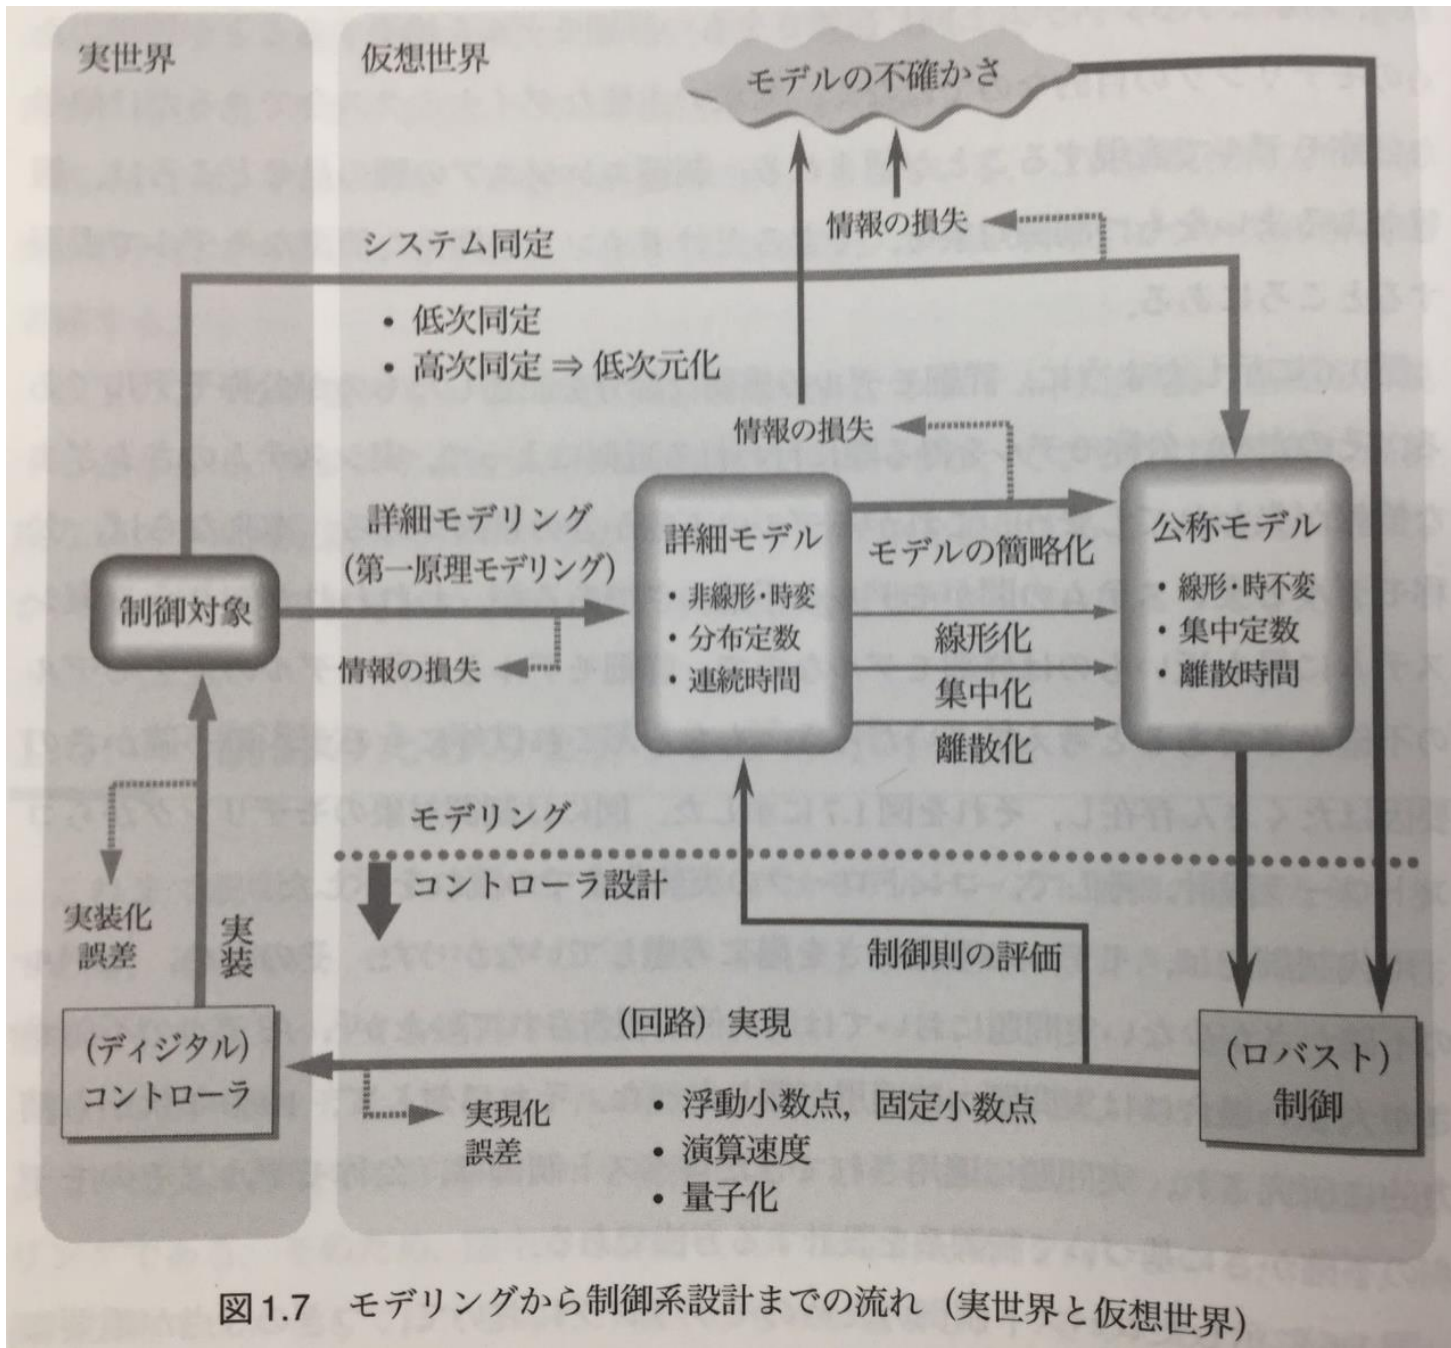 実世界
仮想世界
モデルの不確かさ
情報の損失
システム同定
• 低次同定
• 高次同定 ⇒ 低次元化
情報の損失
詳細モデリング
(第一原理モデリング)
制御対象
情報の損失
詳細モデル
• 非線形・時変
• 分布定数
• 連続時間
モデルの簡略化
線形化
集中化
離散化
公称モデル
• 線形・時不変
• 集中定数
• 離散時間
モデリング
コントローラ設計
実装化
誤差
実装
制御則の評価
(回路) 実現
(ディジタル)
コントローラ
実現化
誤差
• 浮動小数点, 固定小数点
• 演算速度
• 量子化
(ロバスト)
制御
図1.7 モデリングから制御系設計までの流れ (実世界と仮想世界)